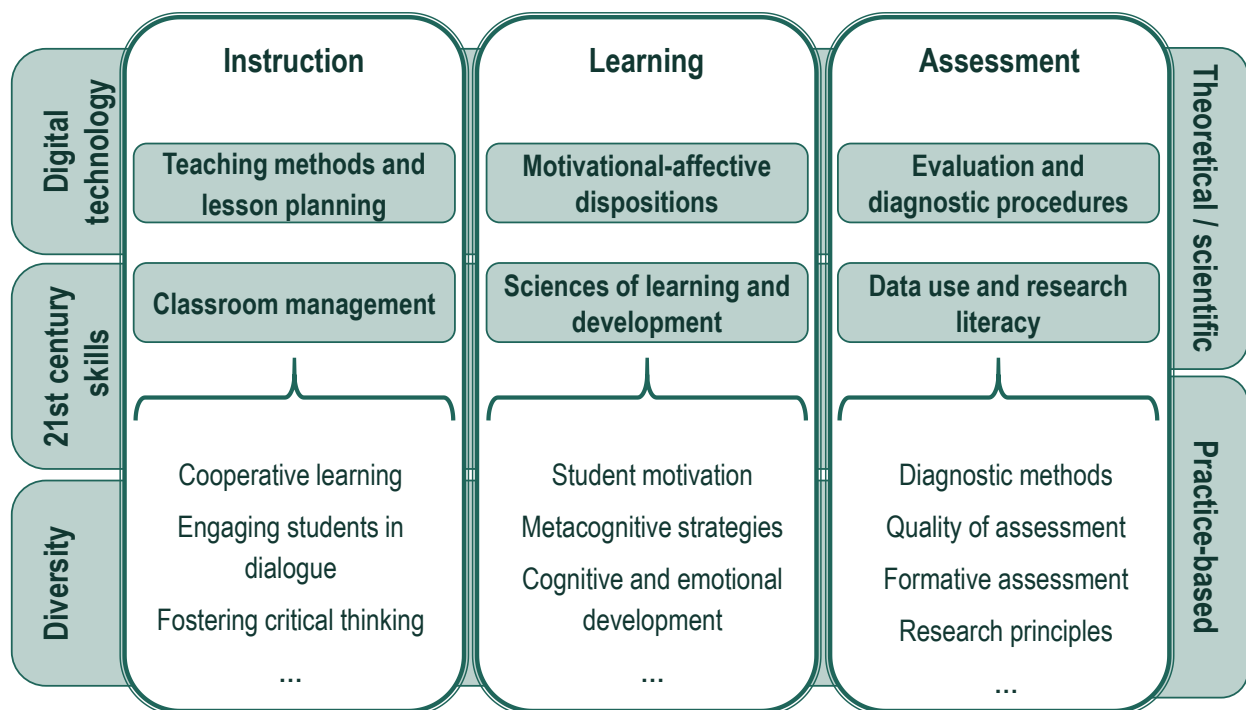 Digital
technology
21st century
skills
Diversity
Instruction
Teaching methods and
lesson planning
Classroom management
Cooperative learning
Engaging students in
dialogue
Fostering critical thinking
...
Learning
Motivational-affective
dispositions
Sciences of learning and
development
Student motivation
Metacognitive strategies
Cognitive and emotional
development
...
Assessment
Evaluation and
diagnostic procedures
Data use and research
literacy
Diagnostic methods
Quality of assessment
Formative assessment
Research principles
...
Theoretical / scientific
Practice-based